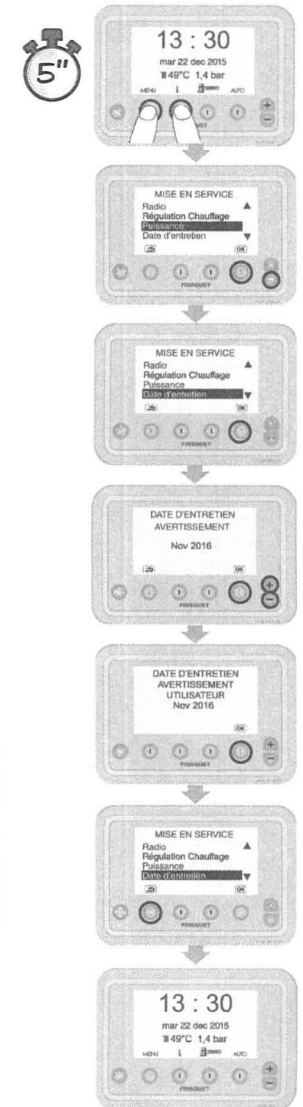 5"
13 : 30
mar 22 dec 2015
49°C 1,4 bar
MENU i AUTO
FRISQUET
MISE EN SERVICE
Radio
Régulation Chauffage
Puissance
Date d'entretien
OK
FRISQUET
MISE EN SERVICE
Radio
Régulation Chauffage
Puissance
Date d'entretien
OK
FRISQUET
DATE D'ENTRETIEN
AVERTISSEMENT
Nov 2016
OK
FRISQUET
DATE D'ENTRETIEN
AVERTISSEMENT
UTILISATEUR
Nov 2016
OK
FRISQUET
MISE EN SERVICE
Radio
Régulation Chauffage
Puissance
Date d'entretien
OK
FRISQUET
13 : 30
mar 22 dec 2015
49°C 1,4 bar
MENU i AUTO
FRISQUET